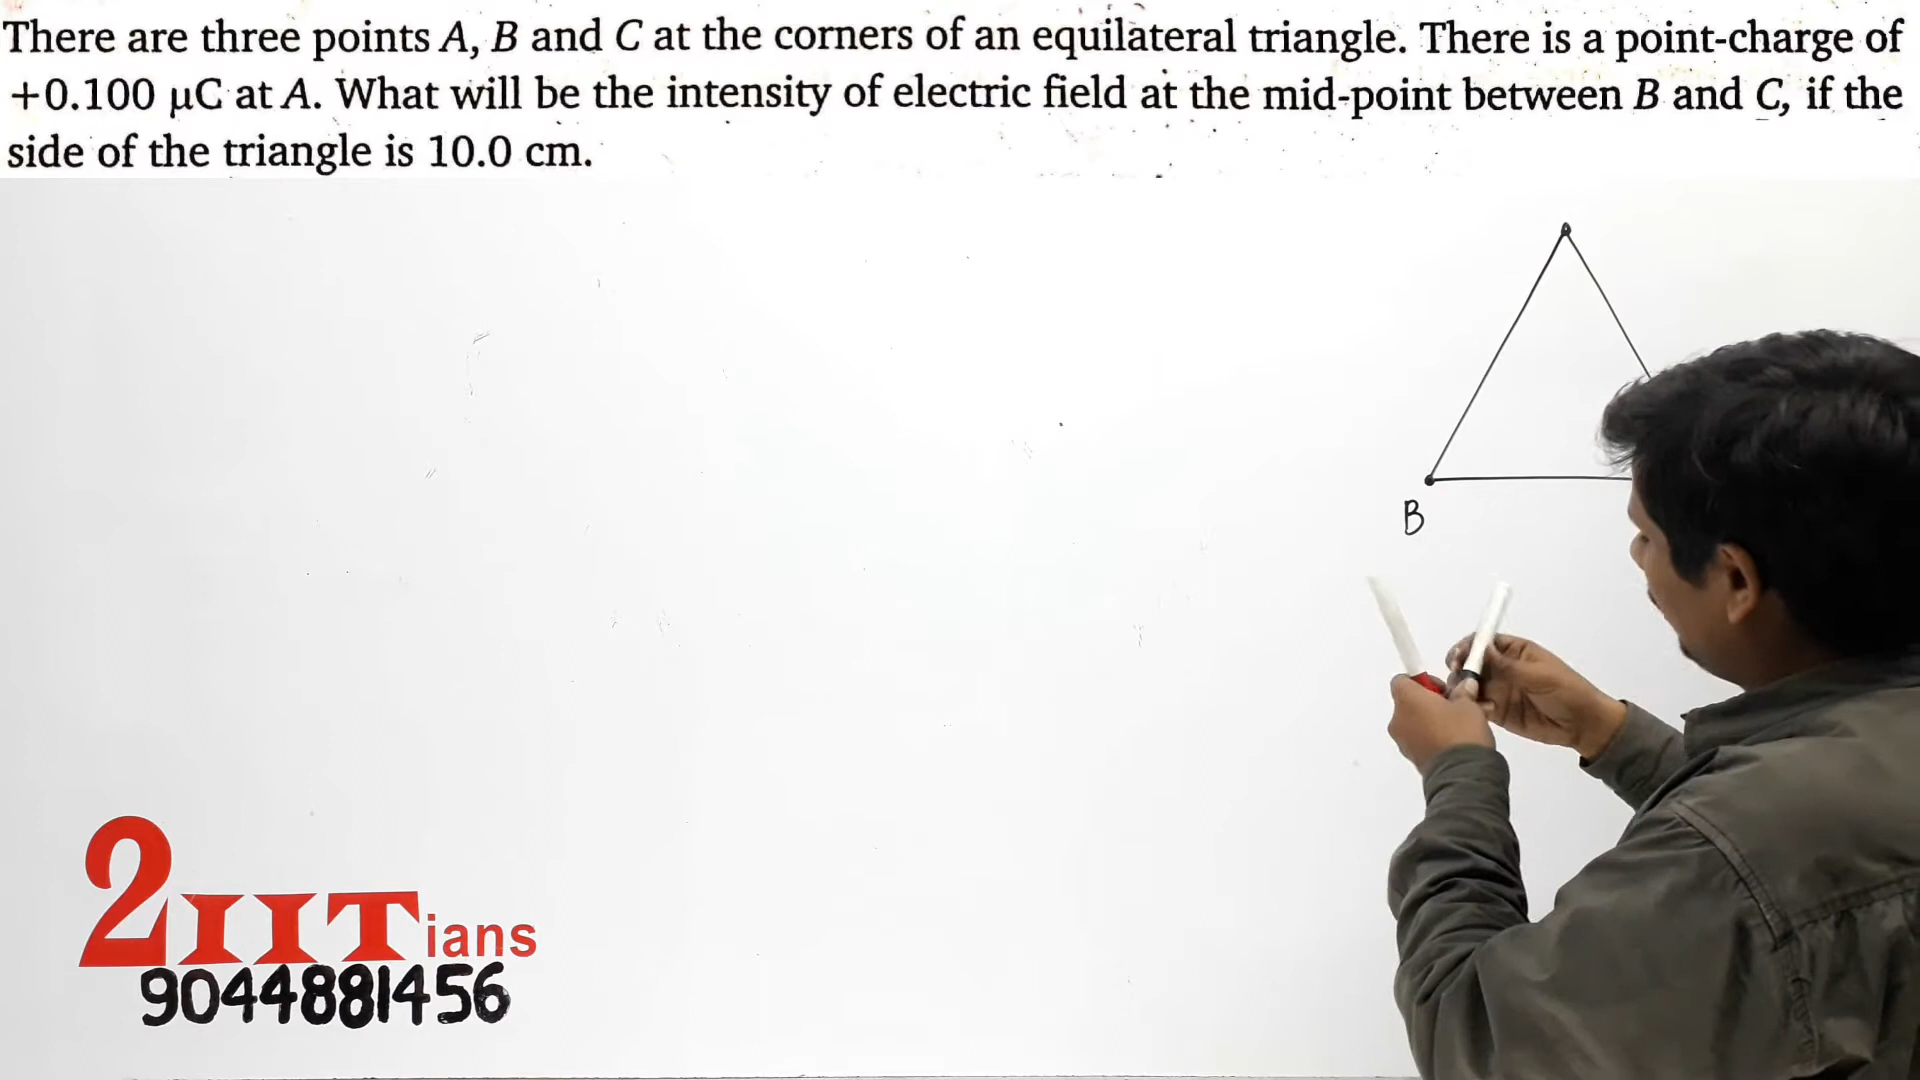 There are three points A, B and C at the corners of an equilateral triangle. There is a point-charge of
+0.100 μC at A. What will be the intensity of electric field at the mid-point between B and C, if the
side of the triangle is 10.0 cm.
B
2IITians
9044881456